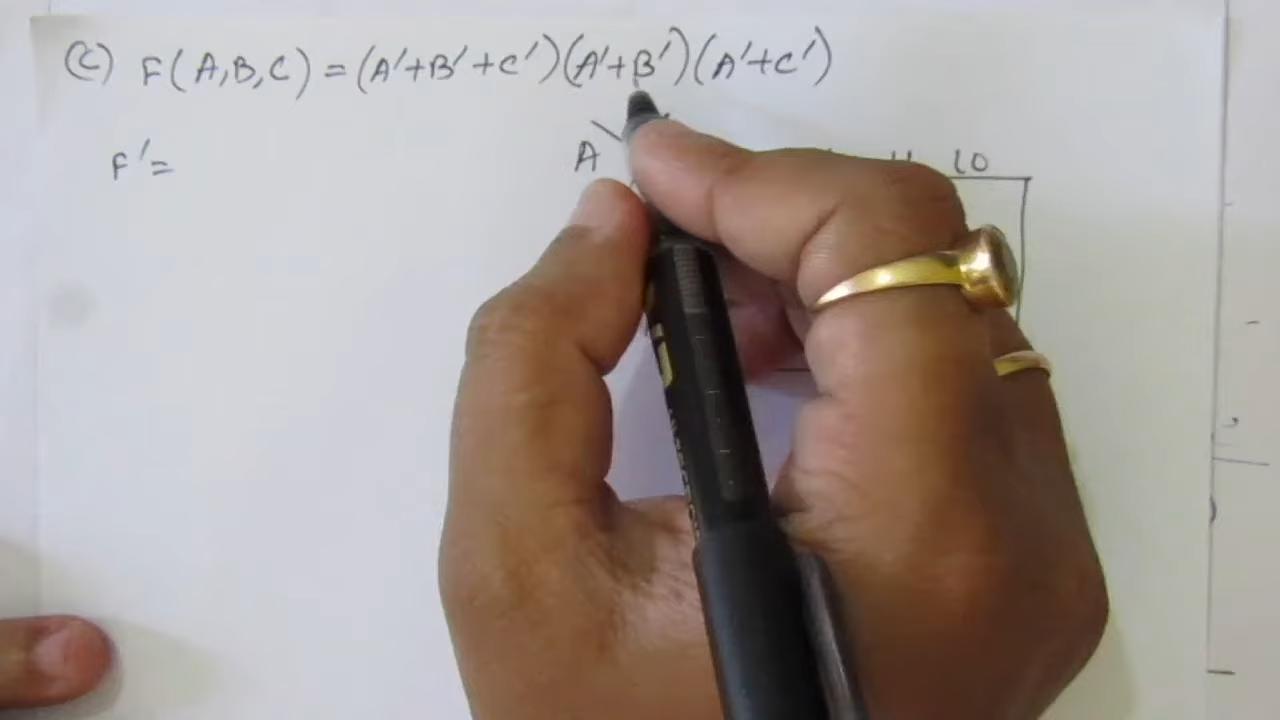 (C) F(A,B,C) = (A'+B'+C')(A'+B')(A'+C')
F' =
A 10